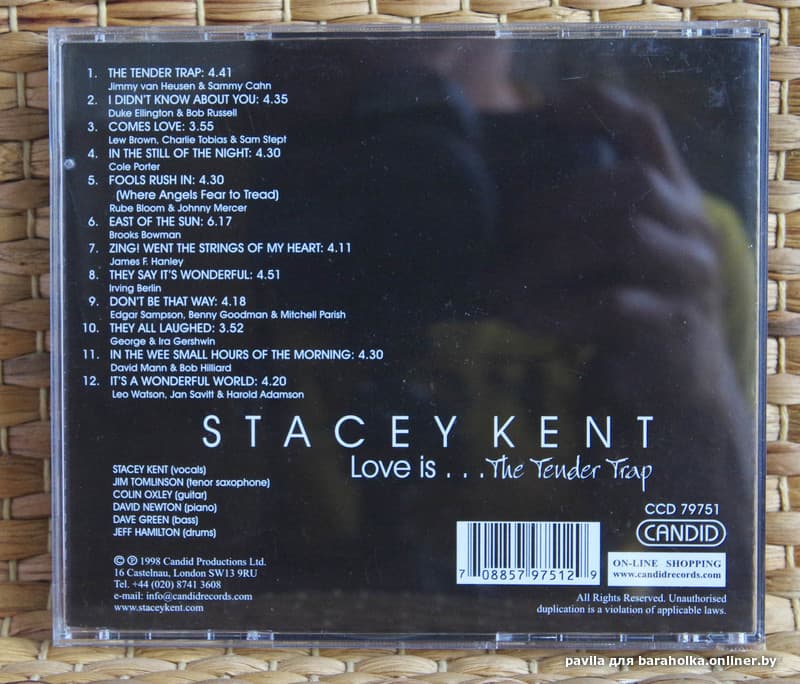 1. THE TENDER TRAP: 4.41
Jimmy van Heusen & Sammy Cahn
2. I DIDN'T KNOW ABOUT YOU: 4.35
Duke Ellington & Bob Russell
3. COMES LOVE: 3.55
Lew Brown, Charlie Tobias & Sam Stept
4. IN THE STILL OF THE NIGHT: 4.30
Cole Porter
5. FOOLS RUSH IN: 4.30
(Where Angels Fear to Tread)
Rube Bloom & Johnny Mercer
6. EAST OF THE SUN: 6.17
Brooks Bowman
7. ZING! WENT THE STRINGS OF MY HEART: 4.11
James F. Hanley
8. THEY SAY IT'S WONDERFUL: 4.51
Irving Berlin
9. DON'T BE THAT WAY: 4.18
Edgar Sampson, Benny Goodman & Mitchell Parish
10. THEY ALL LAUGHED: 3.52
George & Ira Gershwin
11. IN THE WEE SMALL HOURS OF THE MORNING: 4.30
David Mann & Bob Hilliard
12. IT'S A WONDERFUL WORLD: 4.20
Leo Watson, Jan Savitt & Harold Adamson
STACEY KENT
Love is . . . The Tender Trap
STACEY KENT (vocals)
JIM TOMLINSON (tenor saxophone)
COLIN OXLEY (guitar)
DAVID NEWTON (piano)
DAVE GREEN (bass)
JEFF HAMILTON (drums)
© ℗ 1998 Candid Productions Ltd.
16 Castelnau, London SW13 9RU
Tel. +44 (020) 8741 3608
e-mail: info@candidrecords.com
www.staceykent.com
7 08857 97512 9
CCD 79751
CANDID
ON-LINE SHOPPING
www.candidrecords.com
All Rights Reserved. Unauthorised
duplication is a violation of applicable laws.
pavila для baraholka.onliner.by